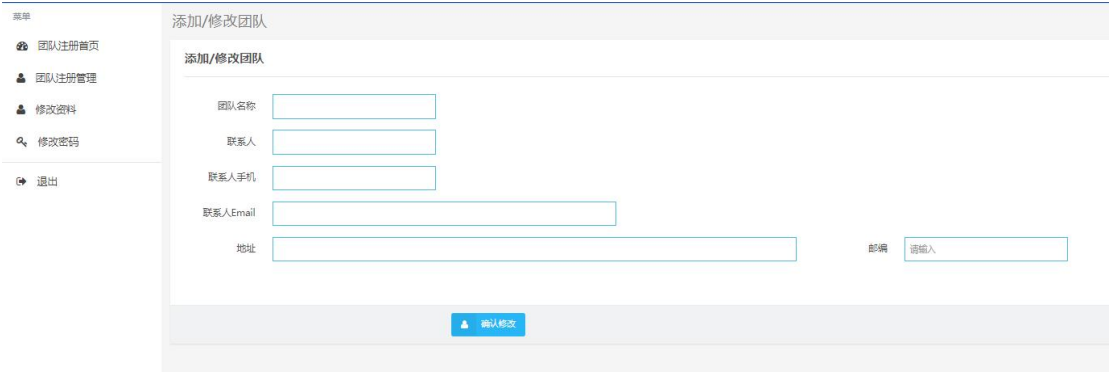 菜单
团队注册首页
团队注册管理
修改资料
修改密码
退出
添加/修改团队
添加/修改团队
团队名称
联系人
联系人手机
联系人Email
地址
邮编 请输入
确认修改